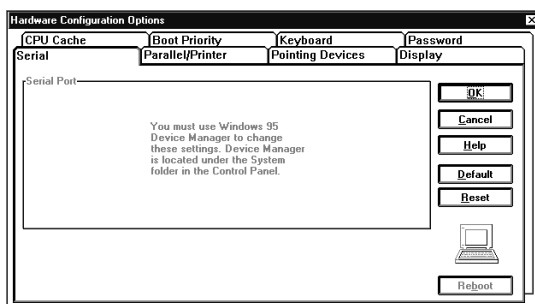 Hardware Configuration Options
CPU Cache
Boot Priority
Keyboard
Password
Serial
Parallel/Printer
Pointing Devices
Display
Serial Port
You must use Windows 95
Device Manager to change
these settings. Device Manager
is located under the System
folder in the Control Panel.
OK
Cancel
Help
Default
Reset
Reboot